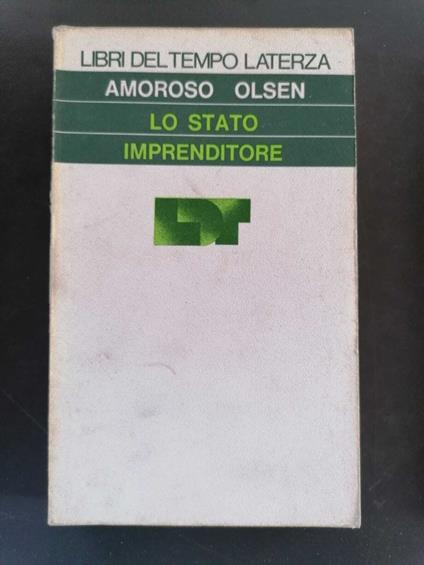 LIBRI DEL TEMPO LATERZA
AMOROSO OLSEN
LO STATO
IMPRENDITORE
LDT